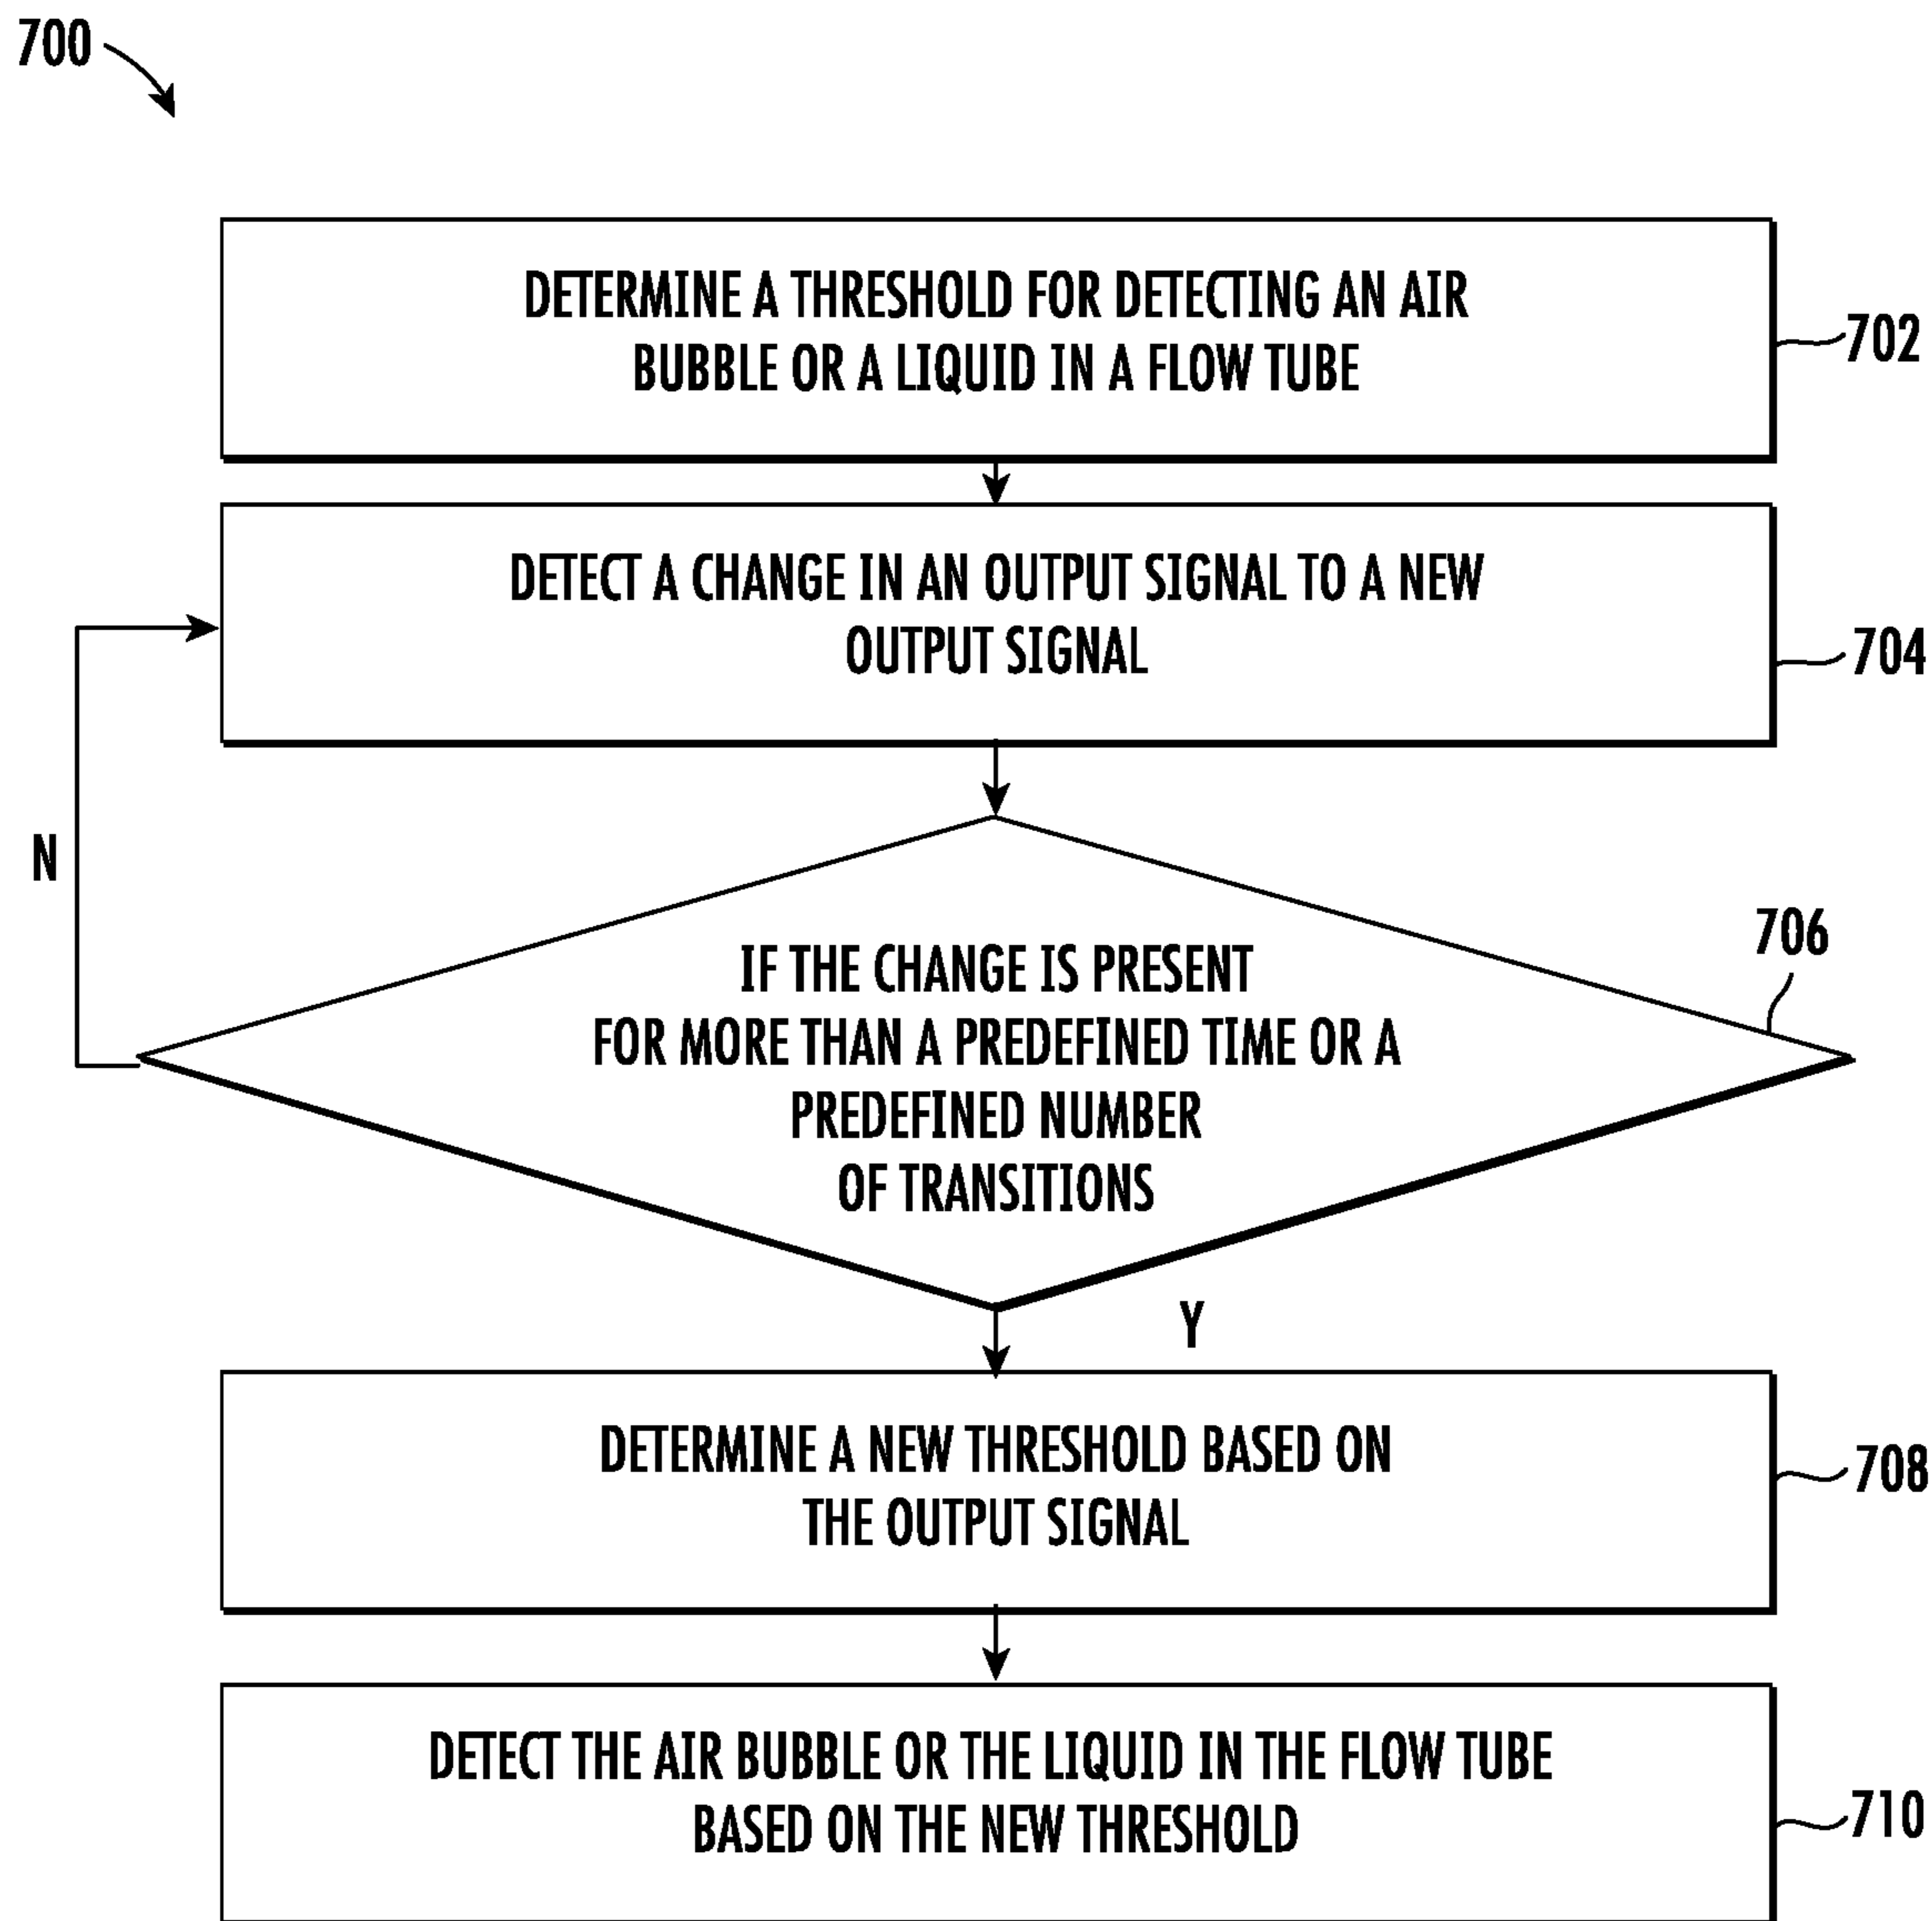 700
DETERMINE A THRESHOLD FOR DETECTING AN AIR
BUBBLE OR A LIQUID IN A FLOW TUBE
702
DETECT A CHANGE IN AN OUTPUT SIGNAL TO A NEW
OUTPUT SIGNAL
704
N
706
IF THE CHANGE IS PRESENT
FOR MORE THAN A PREDEFINED TIME OR A
PREDEFINED NUMBER
OF TRANSITIONS
Y
DETERMINE A NEW THRESHOLD BASED ON
THE OUTPUT SIGNAL
708
DETECT THE AIR BUBBLE OR THE LIQUID IN THE FLOW TUBE
BASED ON THE NEW THRESHOLD
710